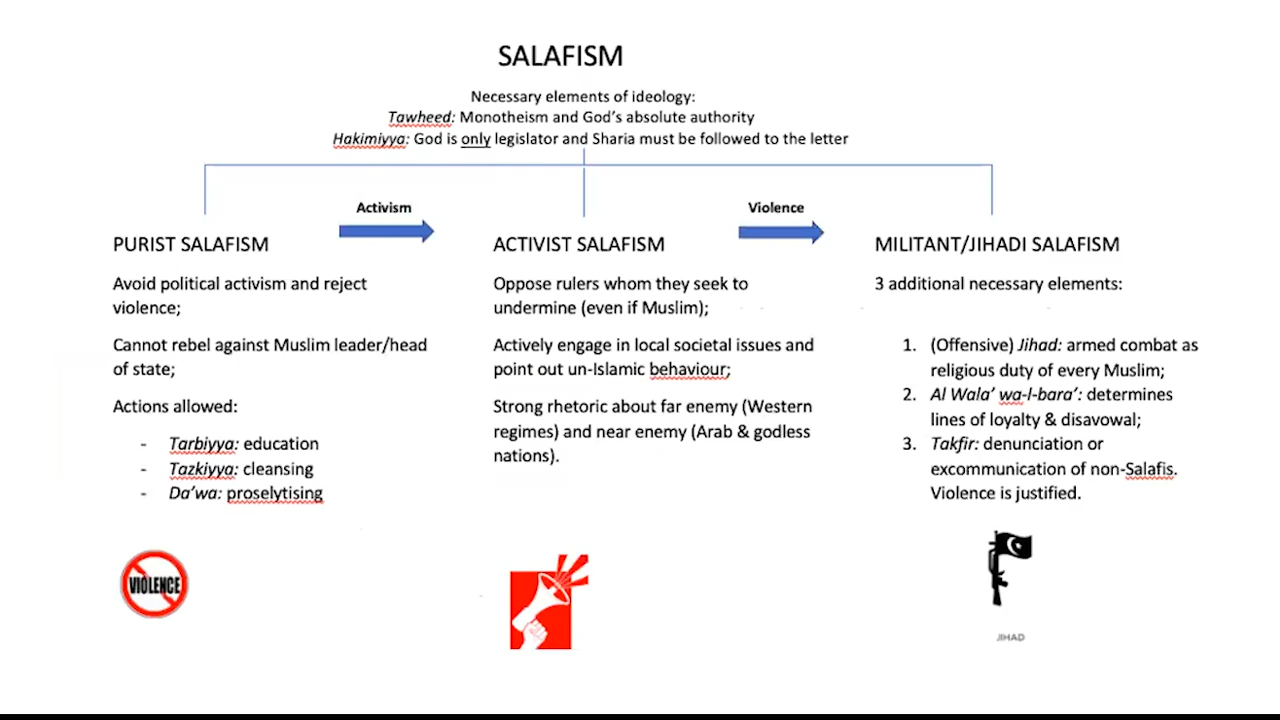 SALAFISM
Necessary elements of ideology:
Tawheed: Monotheism and God's absolute authority
Hakimiyya: God is only legislator and Sharia must be followed to the letter
Activism
Violence
PURIST SALAFISM
Avoid political activism and reject
violence;
Cannot rebel against Muslim leader/head
of state;
Actions allowed:
- Tarbiyya: education
- Tazkiyya: cleansing
- Da'wa: proselytising
VIOLENCE
ACTIVIST SALAFISM
Oppose rulers whom they seek to
undermine (even if Muslim);
Actively engage in local societal issues and
point out un-Islamic behaviour;
Strong rhetoric about far enemy (Western
regimes) and near enemy (Arab & godless
nations).
MILITANT/JIHADI SALAFISM
3 additional necessary elements:
1. (Offensive) Jihad: armed combat as
religious duty of every Muslim;
2. Al Wala' wa-l-bara': determines
lines of loyalty & disavowal;
3. Takfir: denunciation or
excommunication of non-Salafis.
Violence is justified.
JIHAD